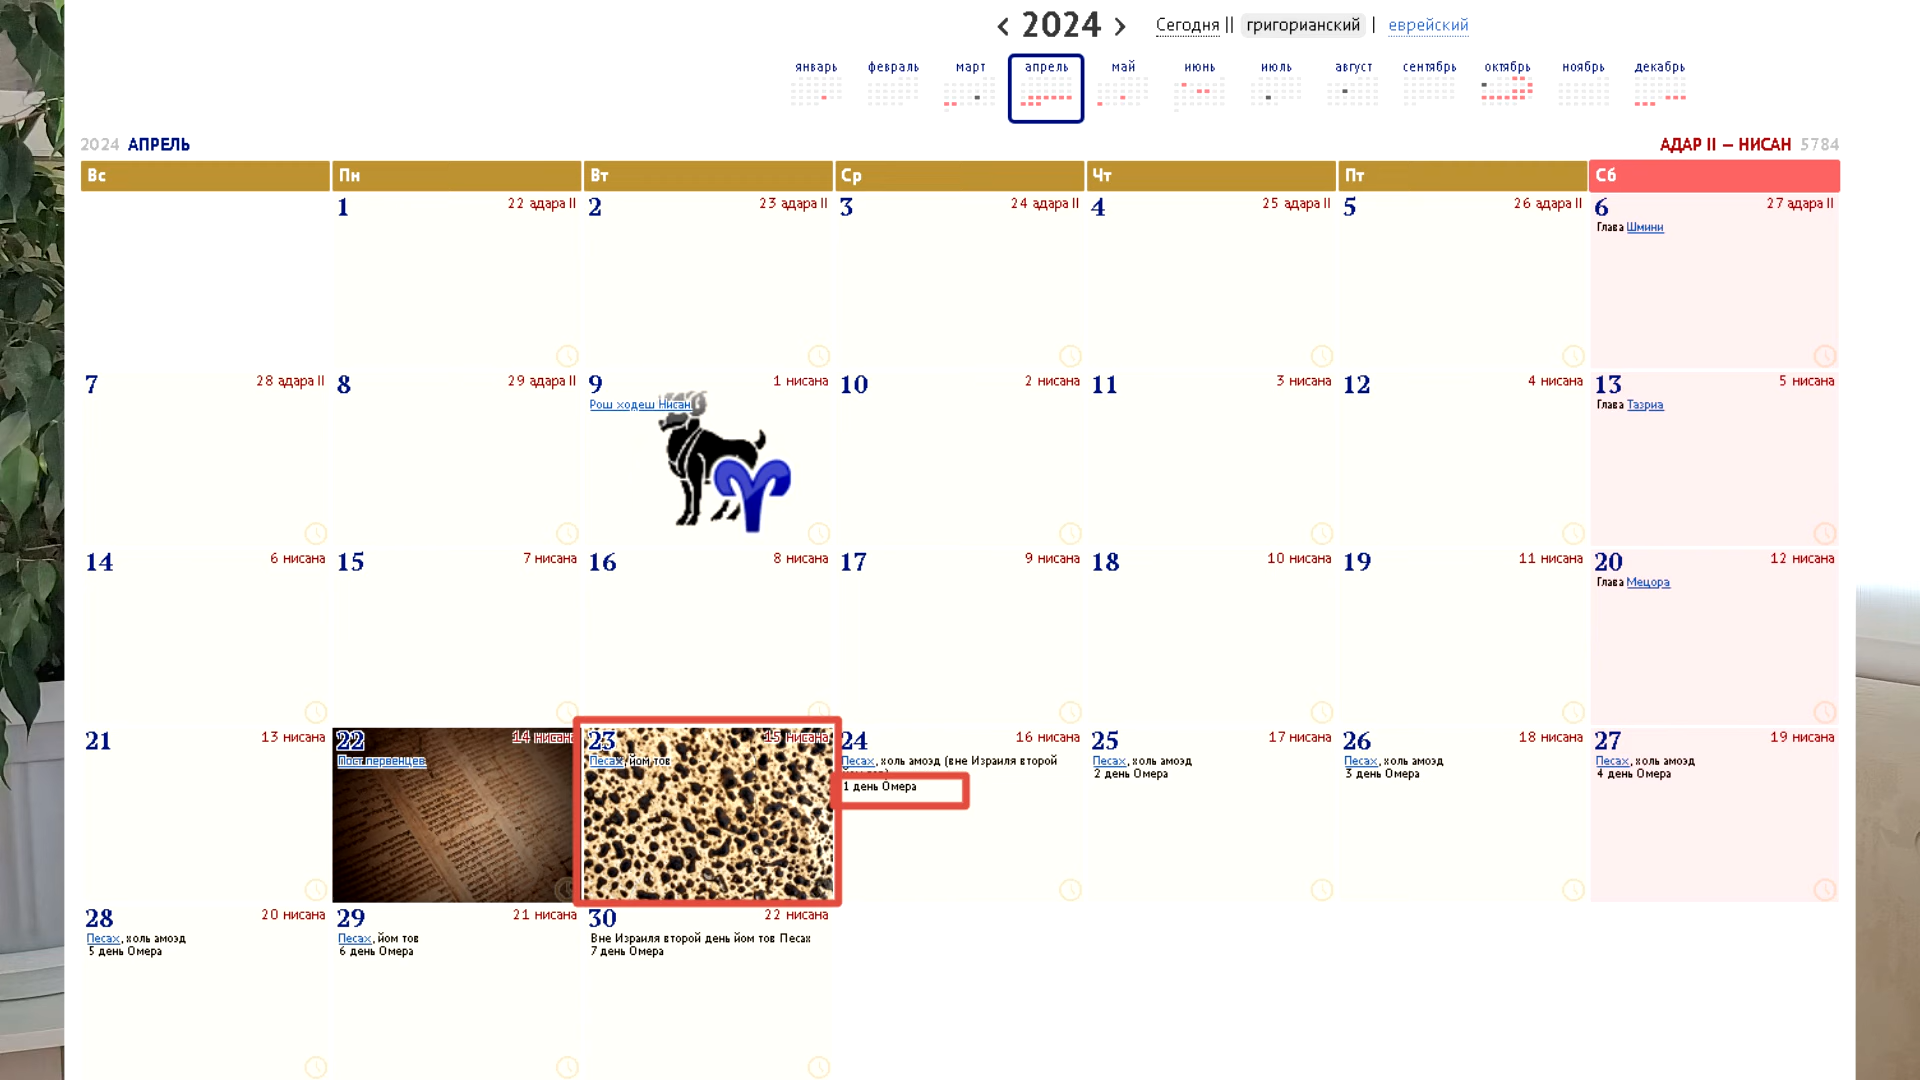 < 2024 > Сегодня || григорианский | еврейский
январь февраль март апрель май июнь июль август сентябрь октябрь ноябрь декабрь
2024 АПРЕЛЬ АДАР II — НИСАН 5784
Вс Пн Вт Ср Чт Пт Сб
1 22 адара II 2 23 адара II 3 24 адара II 4 25 адара II 5 26 адара II 6 27 адара II
Глава Шмини
7 28 адара II 8 29 адара II 9 1 нисана 10 2 нисана 11 3 нисана 12 4 нисана 13 5 нисана
Рош ходеш Нисан Глава Тазриа
14 6 нисана 15 7 нисана 16 8 нисана 17 9 нисана 18 10 нисана 19 11 нисана 20 12 нисана
Глава Мецора
21 13 нисана 22 14 нисана 23 15 нисана 24 16 нисана 25 17 нисана 26 18 нисана 27 19 нисана
Пост первенцев Песах, йом тов Песах, холь амоэд (вне Израиля второй Песах, холь амоэд Песах, холь амоэд Песах, холь амоэд
1 день Омера 2 день Омера 3 день Омера 4 день Омера
28 20 нисана 29 21 нисана 30 22 нисана
Песах, холь амоэд Песах, йом тов Вне Израиля второй день йом тов Песах
5 день Омера 6 день Омера 7 день Омера